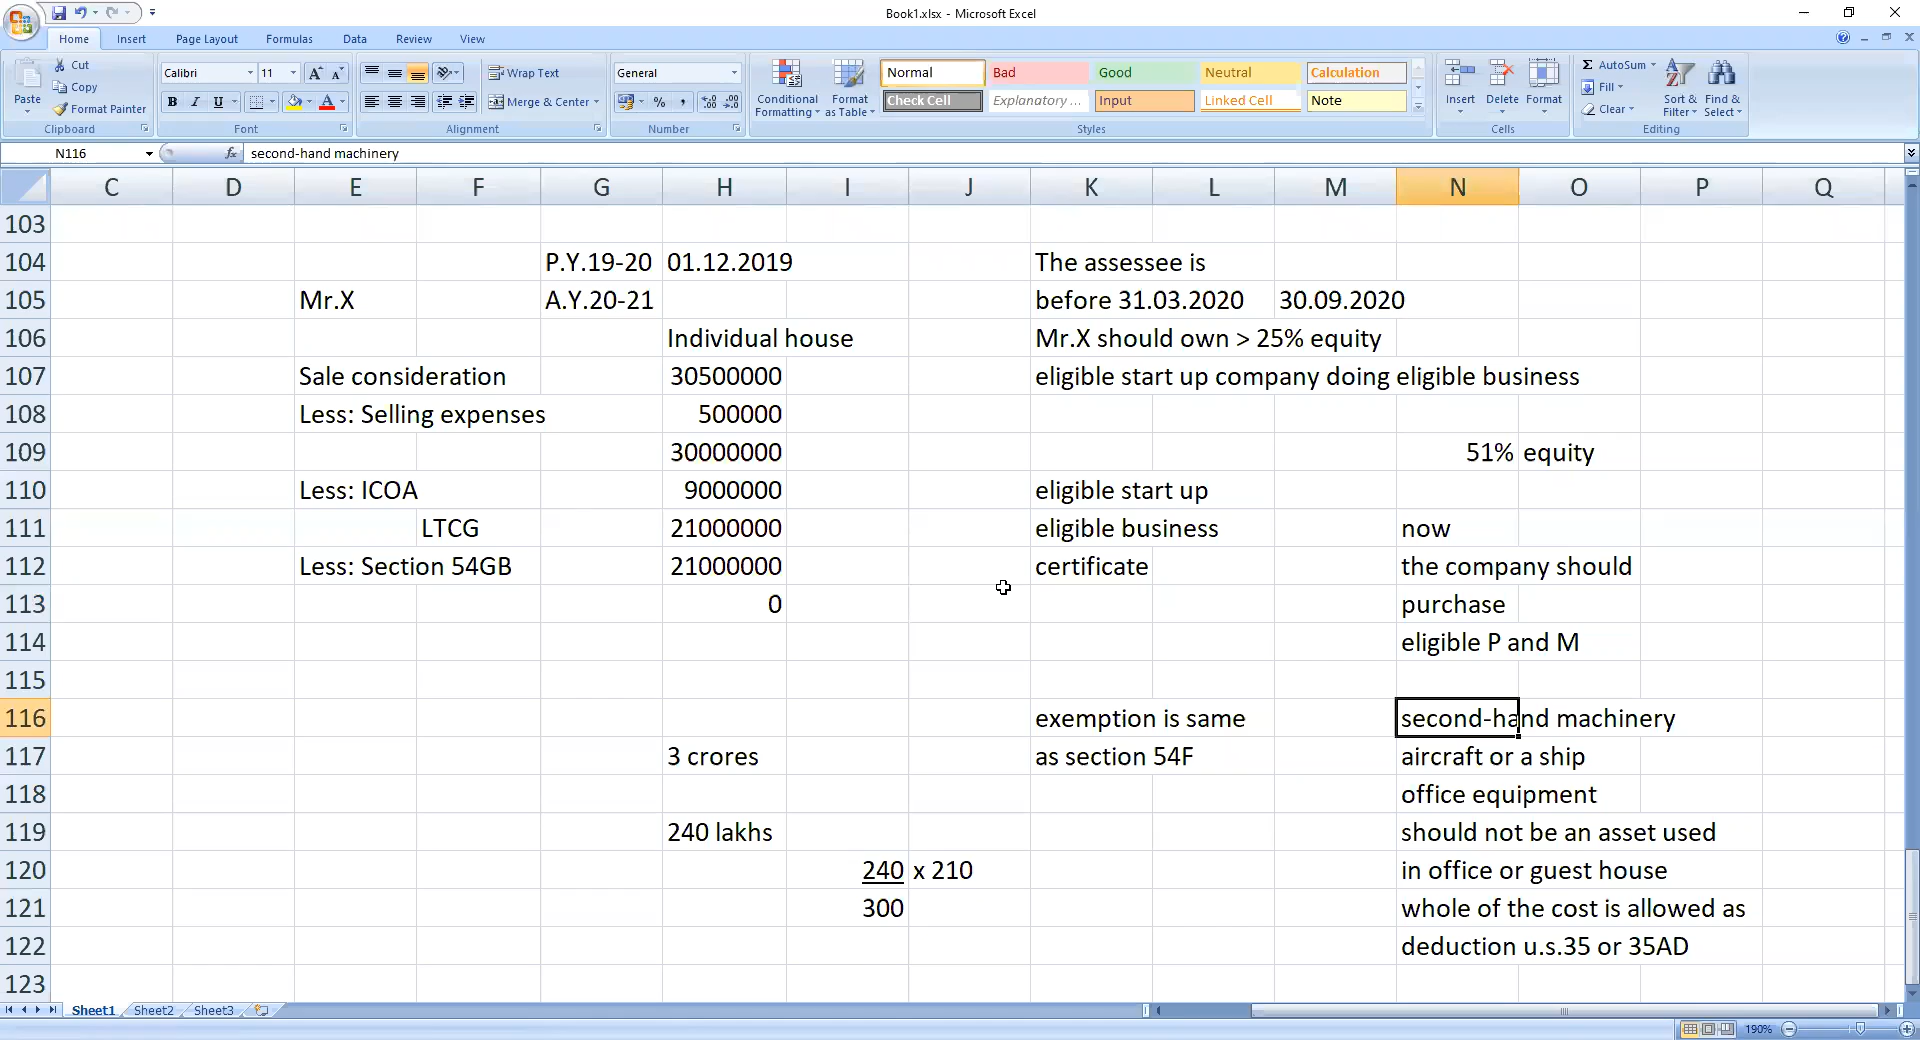 Book1.xlsx - Microsoft Excel
Home Insert Page Layout Formulas Data Review View
Paste
Cut
Copy
Format Painter
Clipboard
Calibri 11
B I U
Font
Wrap Text
Merge & Center
Alignment
General
Number
Conditional Formatting
Format as Table
Normal Bad Good Neutral Calculation
Check Cell Explanatory ... Input Linked Cell Note
Styles
Insert Delete Format
Cells
AutoSum
Fill
Clear
Sort & Filter
Find & Select
Editing
N116 fx second-hand machinery
C D E F G H I J K L M N O P Q
103
104 P.Y.19-20 01.12.2019 The assessee is
105 Mr.X A.Y.20-21 before 31.03.2020 30.09.2020
106 Individual house Mr.X should own > 25% equity
107 Sale consideration 30500000 eligible start up company doing eligible business
108 Less: Selling expenses 500000
109 30000000 51% equity
110 Less: ICOA 9000000 eligible start up
111 LTCG 21000000 eligible business now
112 Less: Section 54GB 21000000 certificate the company should
113 0 purchase
114 eligible P and M
115
116 exemption is same second-hand machinery
117 3 crores as section 54F aircraft or a ship
118 office equipment
119 240 lakhs should not be an asset used
120 240 x 210 in office or guest house
121 300 whole of the cost is allowed as
122 deduction u.s.35 or 35AD
123
Sheet1 Sheet2 Sheet3
190%